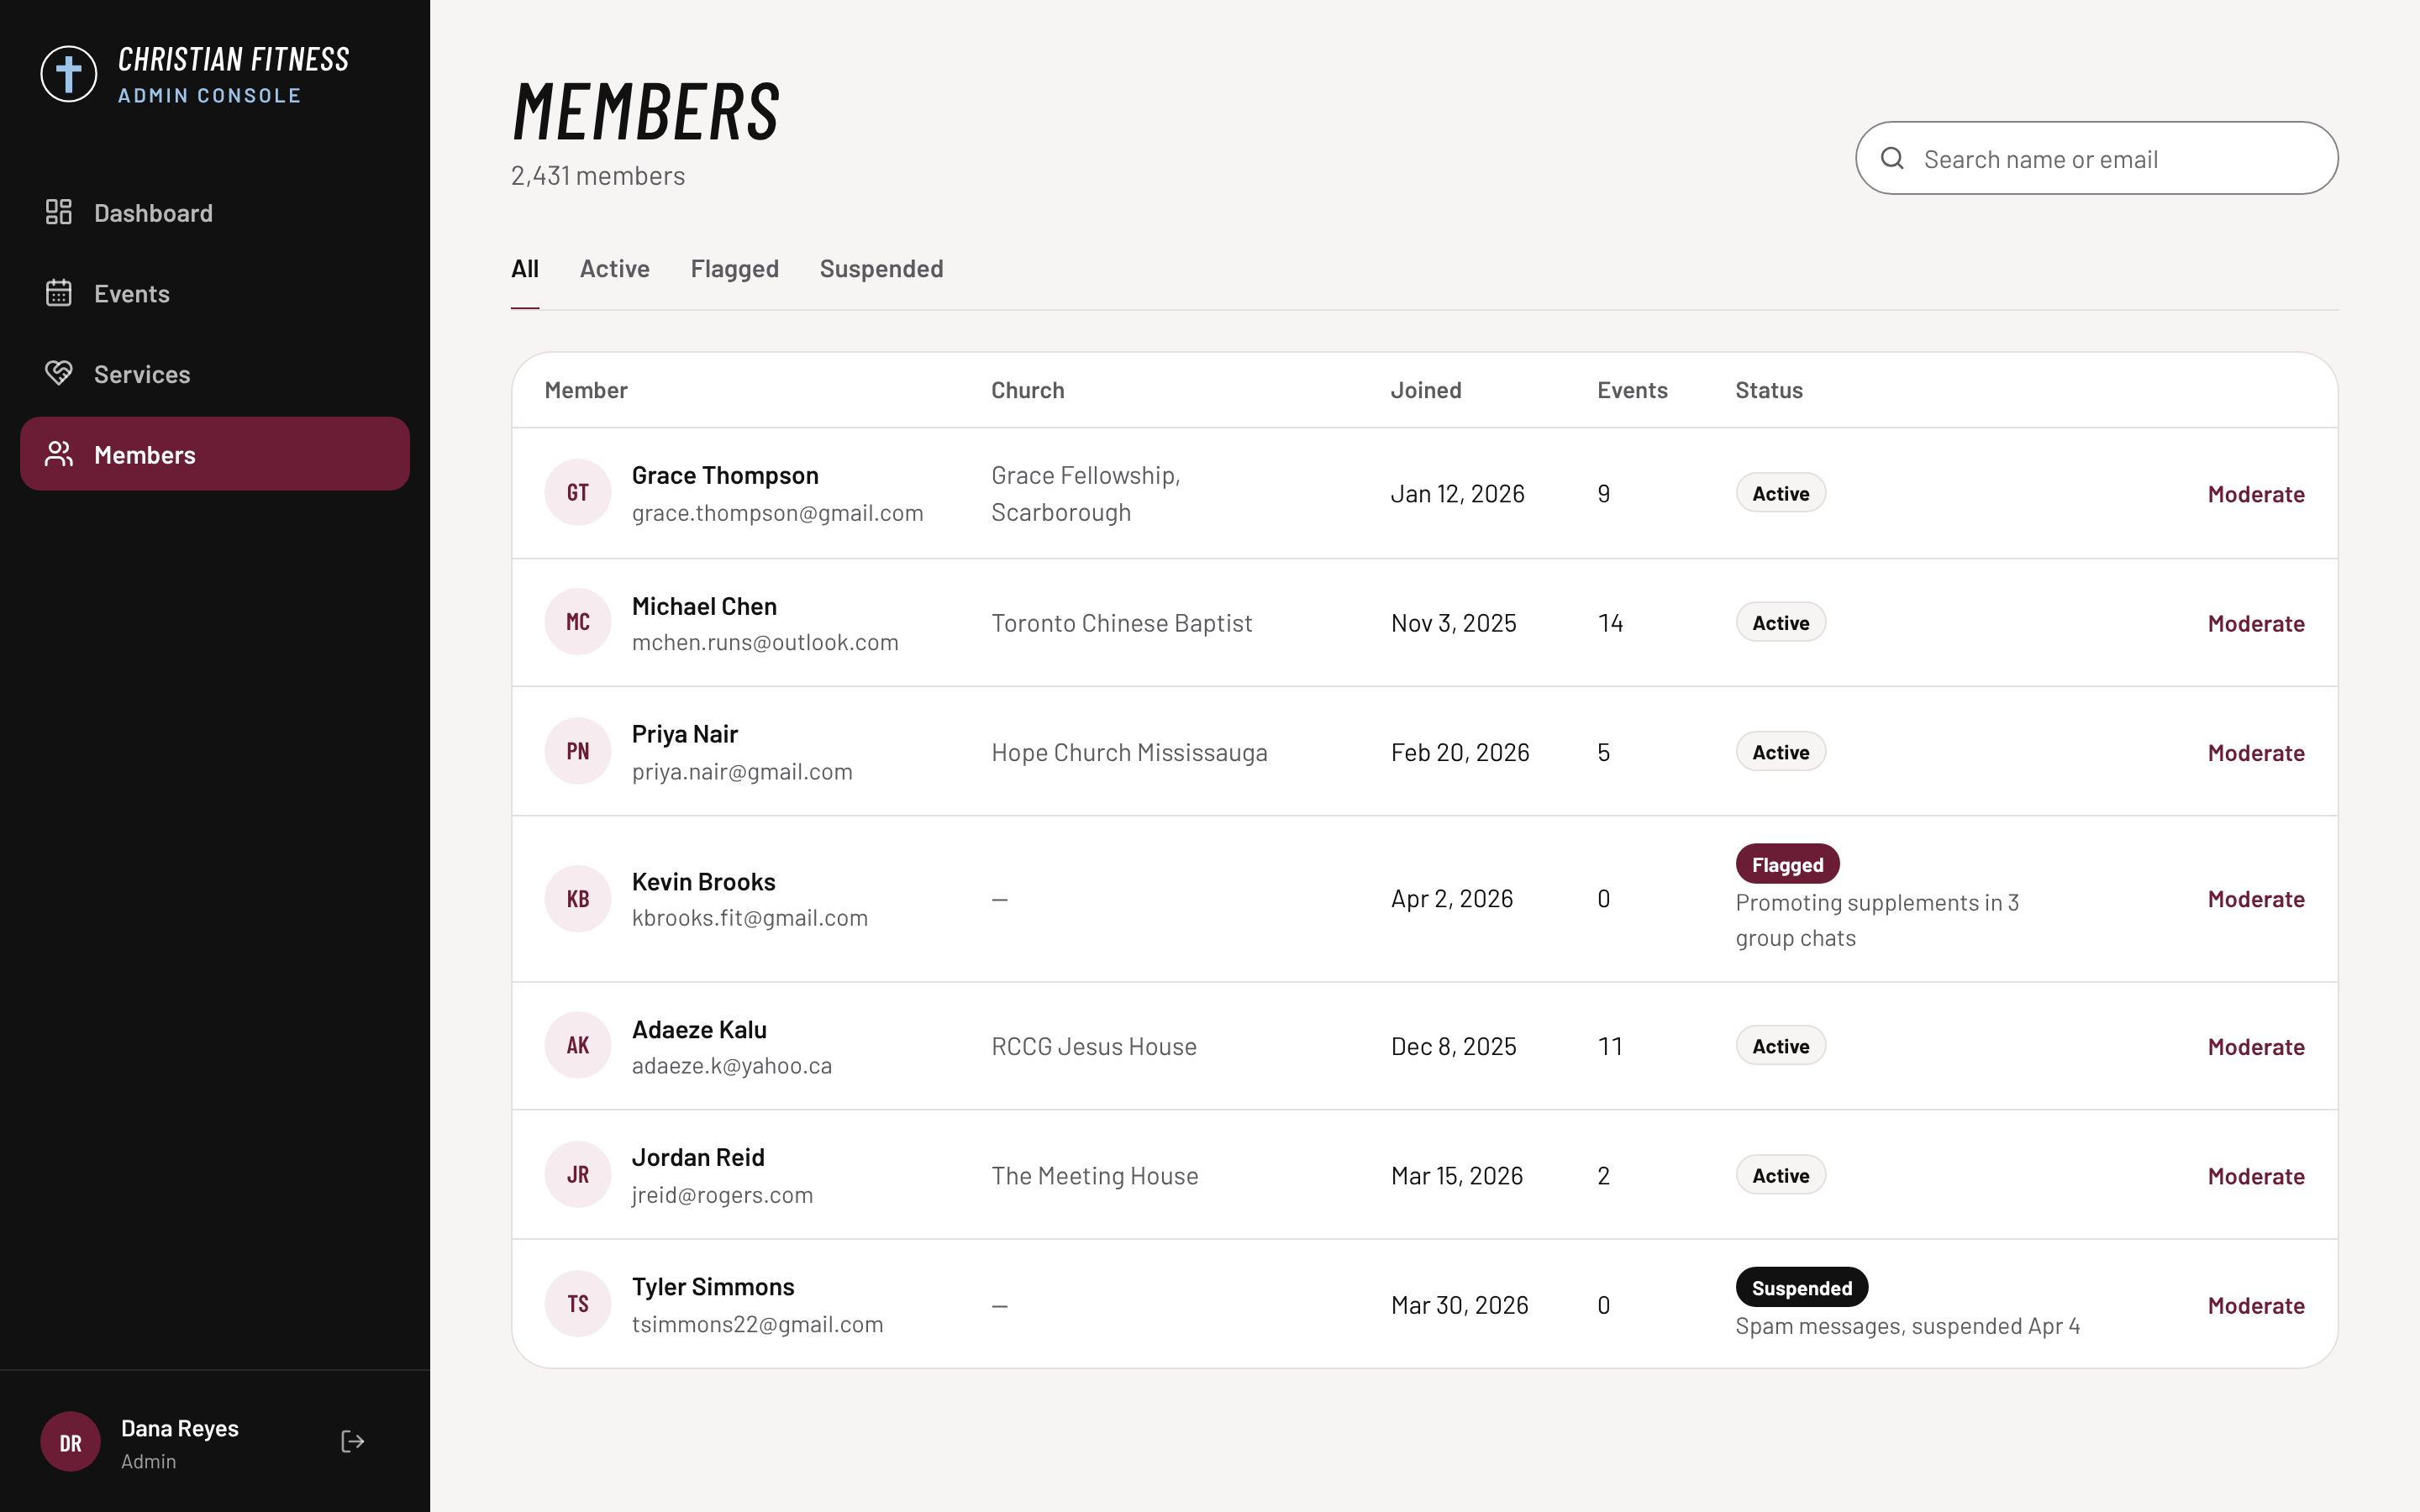 CHRISTIAN FITNESS
ADMIN CONSOLE
Dashboard
Events
Services
Members
DR
Dana Reyes
Admin
MEMBERS
2,431 members
Search name or email
All Active Flagged Suspended
Member Church Joined Events Status
GT
Grace Thompson
grace.thompson@gmail.com
Grace Fellowship,
Scarborough
Jan 12, 2026
9
Active
Moderate
MC
Michael Chen
mchen.runs@outlook.com
Toronto Chinese Baptist
Nov 3, 2025
14
Active
Moderate
PN
Priya Nair
priya.nair@gmail.com
Hope Church Mississauga
Feb 20, 2026
5
Active
Moderate
KB
Kevin Brooks
kbrooks.fit@gmail.com
—
Apr 2, 2026
0
Flagged
Promoting supplements in 3
group chats
Moderate
AK
Adaeze Kalu
adaeze.k@yahoo.ca
RCCG Jesus House
Dec 8, 2025
11
Active
Moderate
JR
Jordan Reid
jreid@rogers.com
The Meeting House
Mar 15, 2026
2
Active
Moderate
TS
Tyler Simmons
tsimmons22@gmail.com
—
Mar 30, 2026
0
Suspended
Spam messages, suspended Apr 4
Moderate